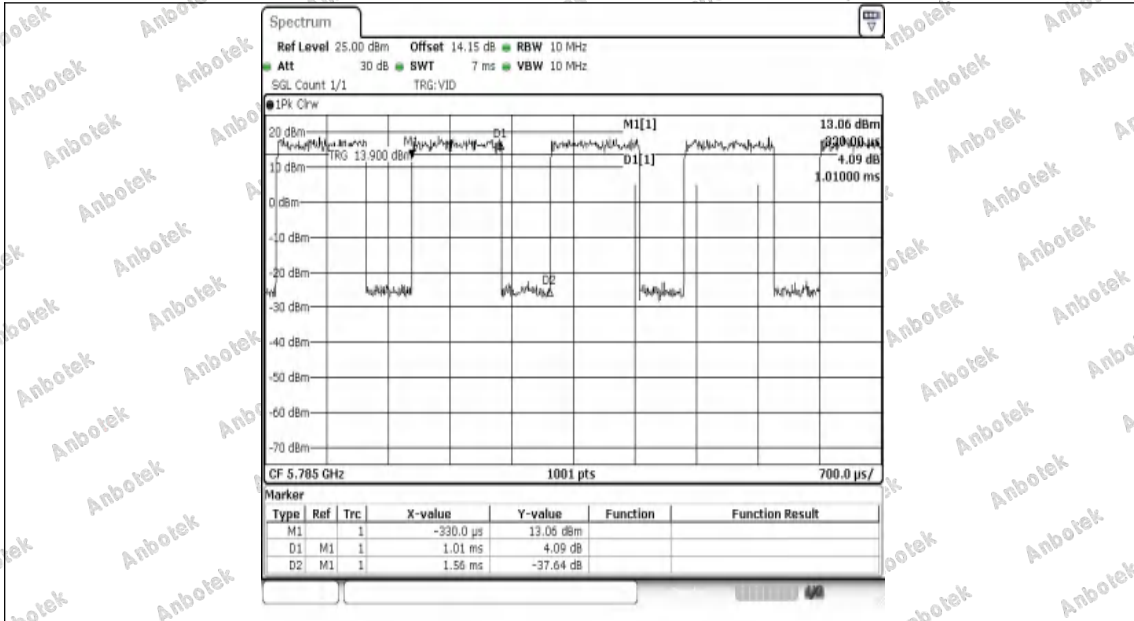 Spectrum
Ref Level 25.00 dBm Offset 14.15 dB RBW 10 MHz
Att 30 dB SWT 7 ms VBW 10 MHz
SGL Count 1/1 TRG: VID
1Pk Clrw
M1[1] 13.06 dBm
-330.00 µs
D1[1] 4.09 dB
1.01000 ms
20 dBm
M1
D1
TRG 13.900 dBm
10 dBm
0 dBm
-10 dBm
-20 dBm
D2
-30 dBm
-40 dBm
-50 dBm
-60 dBm
-70 dBm
CF 5.785 GHz 1001 pts 700.0 µs/
Marker
Type Ref Trc X-value Y-value Function Function Result
M1 1 -330.0 µs 13.06 dBm
D1 M1 1 1.01 ms 4.09 dB
D2 M1 1 1.56 ms -37.64 dB
Anbotek